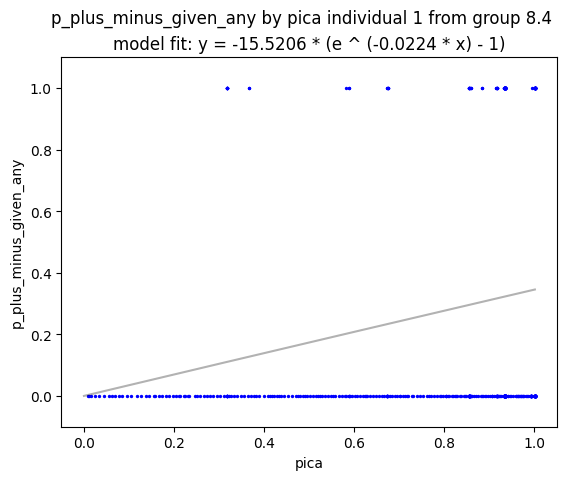 p_plus_minus_given_any by pica individual 1 from group 8.4
model fit: y = -15.5206 * (e ^ (-0.0224 * x) - 1)
1.0
0.8
0.6
0.4
0.2
0.0
p_plus_minus_given_any
0.0 0.2 0.4 0.6 0.8 1.0
pica